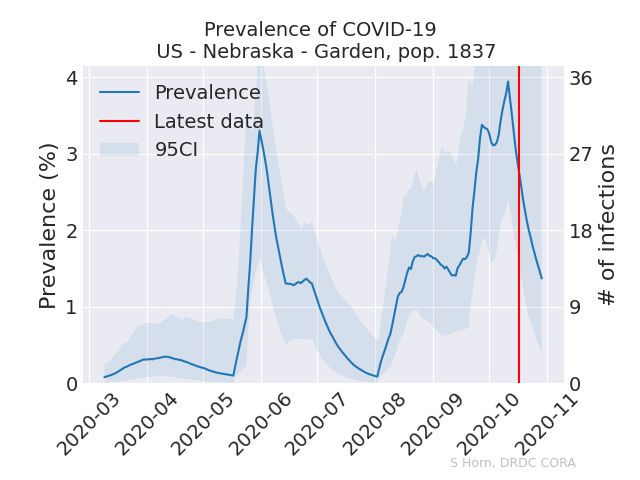 Prevalence of COVID-19
US - Nebraska - Garden, pop. 1837
Prevalence
Latest data
95CI
Prevalence (%)
4
3
2
1
0
# of infections
36
27
18
9
0
2020-03
2020-04
2020-05
2020-06
2020-07
2020-08
2020-09
2020-10
2020-11
S Horn, DRDC CORA